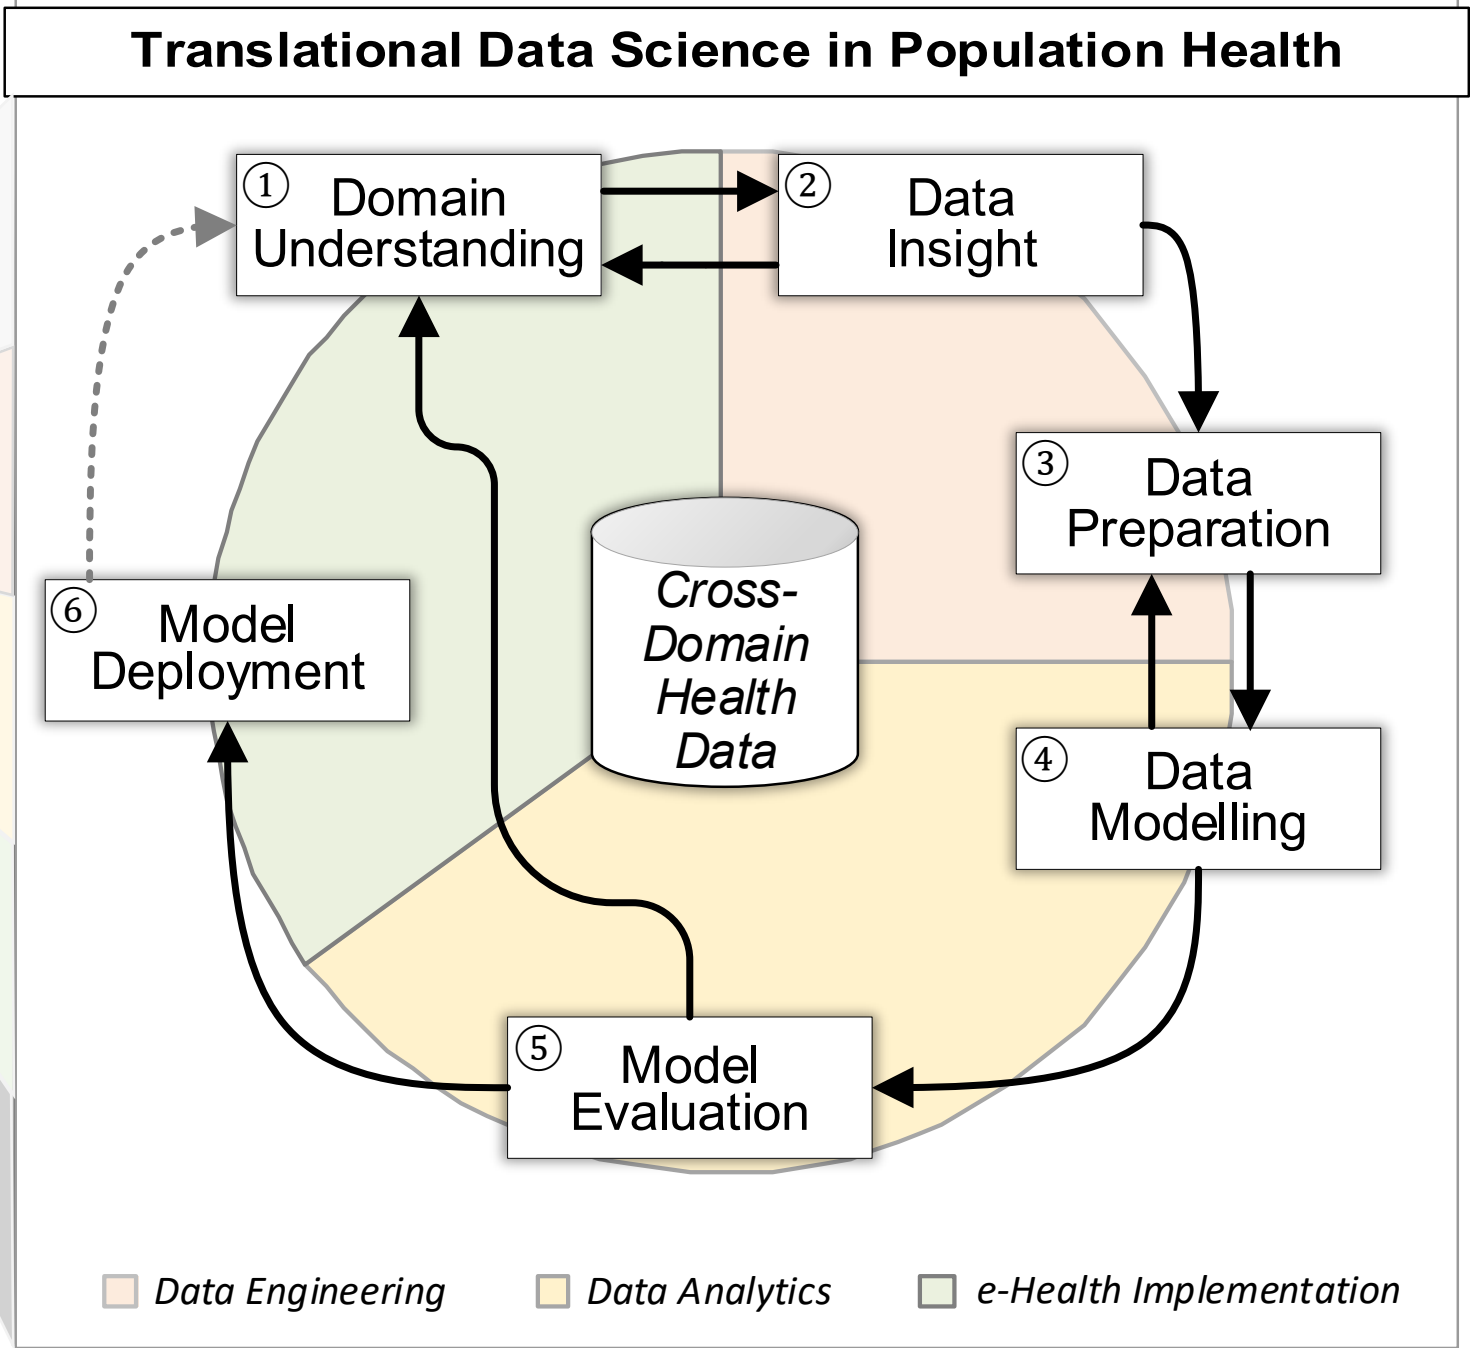 Translational Data Science in Population Health
①
Domain
Understanding
②
Data
Insight
③
Data
Preparation
④
Data
Modelling
⑤
Model
Evaluation
⑥
Model
Deployment
Cross-
Domain
Health
Data
Data Engineering
Data Analytics
e-Health Implementation